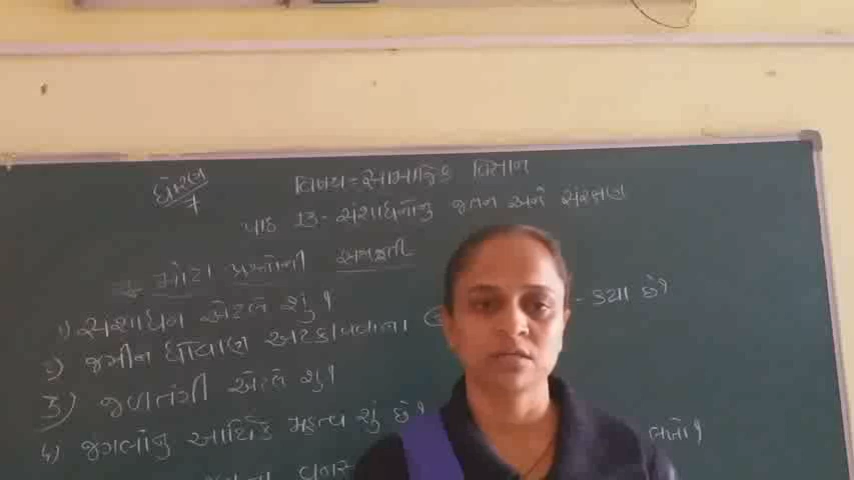 ધોરણ
7
વિષય = સામાજિક વિજ્ઞાન
પાઠ 13 - સંસાધનોનું જતન અને સંરક્ષણ
મોટા પ્રશ્નોની સમજૂતી
1) સંશાધન એટલે શું?
2) જમીન ધોવાણ અટકાવવાના - કયા છે?
3) જળતંગી એટલે શું?
4) જંગલોનું આર્થિક મહત્વ શું છે?